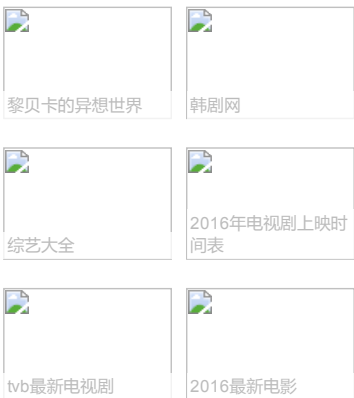 黎贝卡的异想世界
韩剧网
综艺大全
2016年电视剧上映时
间表
tvb最新电视剧
2016最新电影